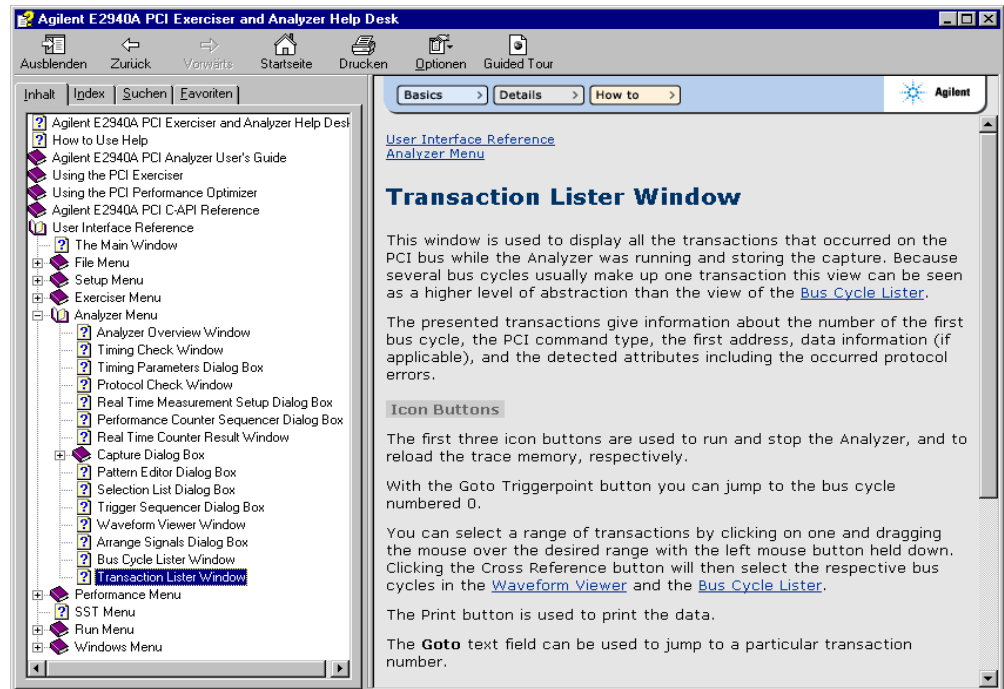 Agilent E2940A PCI Exerciser and Analyzer Help Desk
Ausblenden Zurück Vorwärts Startseite Drucken Optionen Guided Tour
Inhalt Index Suchen Favoriten
Agilent E2940A PCI Exerciser and Analyzer Help Desk
How to Use Help
Agilent E2940A PCI Analyzer User's Guide
Using the PCI Exerciser
Using the PCI Performance Optimizer
Agilent E2940A PCI C-API Reference
User Interface Reference
The Main Window
File Menu
Setup Menu
Exerciser Menu
Analyzer Menu
Analyzer Overview Window
Timing Check Window
Timing Parameters Dialog Box
Protocol Check Window
Real Time Measurement Setup Dialog Box
Performance Counter Sequencer Dialog Box
Real Time Counter Result Window
Capture Dialog Box
Pattern Editor Dialog Box
Selection List Dialog Box
Trigger Sequencer Dialog Box
Waveform Viewer Window
Arrange Signals Dialog Box
Bus Cycle Lister Window
Transaction Lister Window
Performance Menu
SST Menu
Run Menu
Windows Menu
Basics > Details > How to >
Agilent
User Interface Reference
Analyzer Menu
Transaction Lister Window
This window is used to display all the transactions that occurred on the
PCI bus while the Analyzer was running and storing the capture. Because
several bus cycles usually make up one transaction this view can be seen
as a higher level of abstraction than the view of the Bus Cycle Lister.
The presented transactions give information about the number of the first
bus cycle, the PCI command type, the first address, data information (if
applicable), and the detected attributes including the occurred protocol
errors.
Icon Buttons
The first three icon buttons are used to run and stop the Analyzer, and to
reload the trace memory, respectively.
With the Goto Triggerpoint button you can jump to the bus cycle
numbered 0.
You can select a range of transactions by clicking on one and dragging
the mouse over the desired range with the left mouse button held down.
Clicking the Cross Reference button will then select the respective bus
cycles in the Waveform Viewer and the Bus Cycle Lister.
The Print button is used to print the data.
The Goto text field can be used to jump to a particular transaction
number.